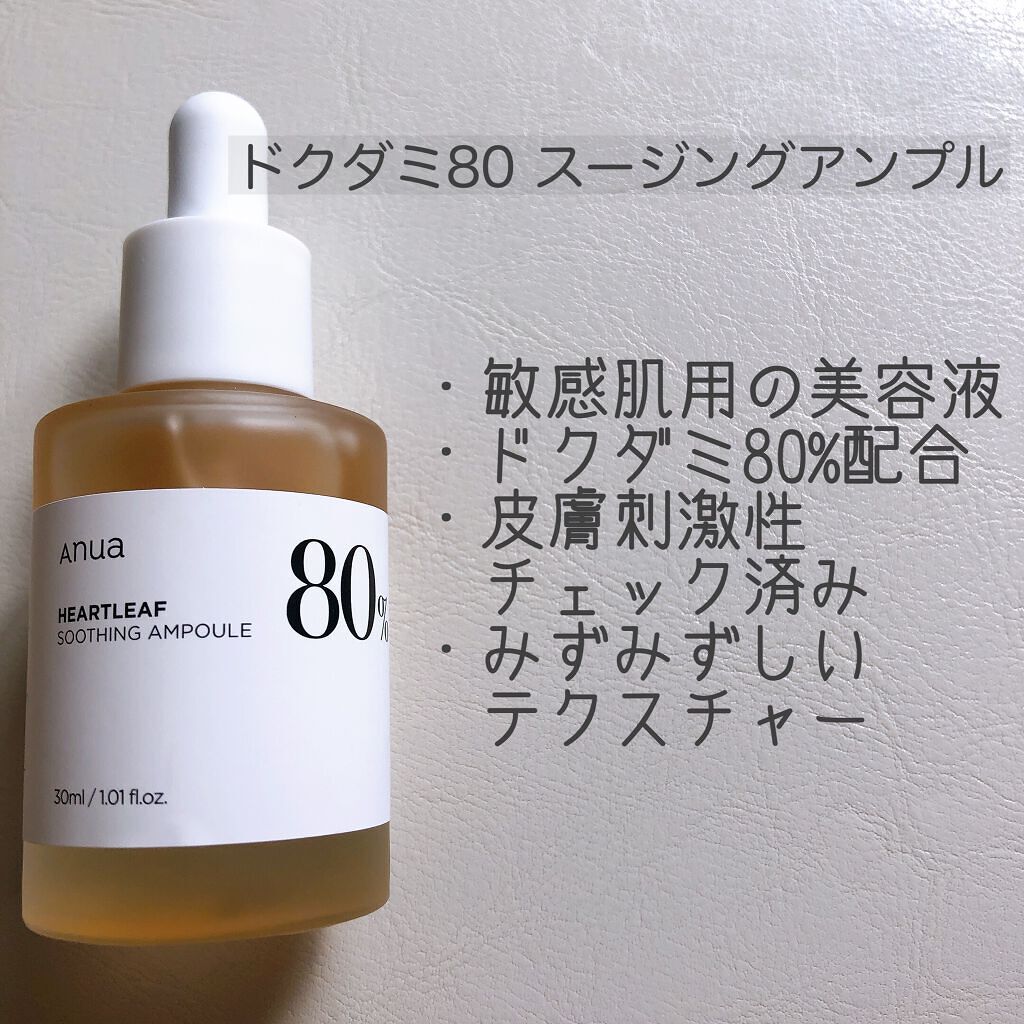 ドクダミ80 スージングアンプル
・敏感肌用の美容液
・ドクダミ80%配合
・皮膚刺激性
チェック済み
・みずみずしい
テクスチャー
Anua
HEARTLEAF
SOOTHING AMPOULE
80%
30ml / 1.01 fl.oz.